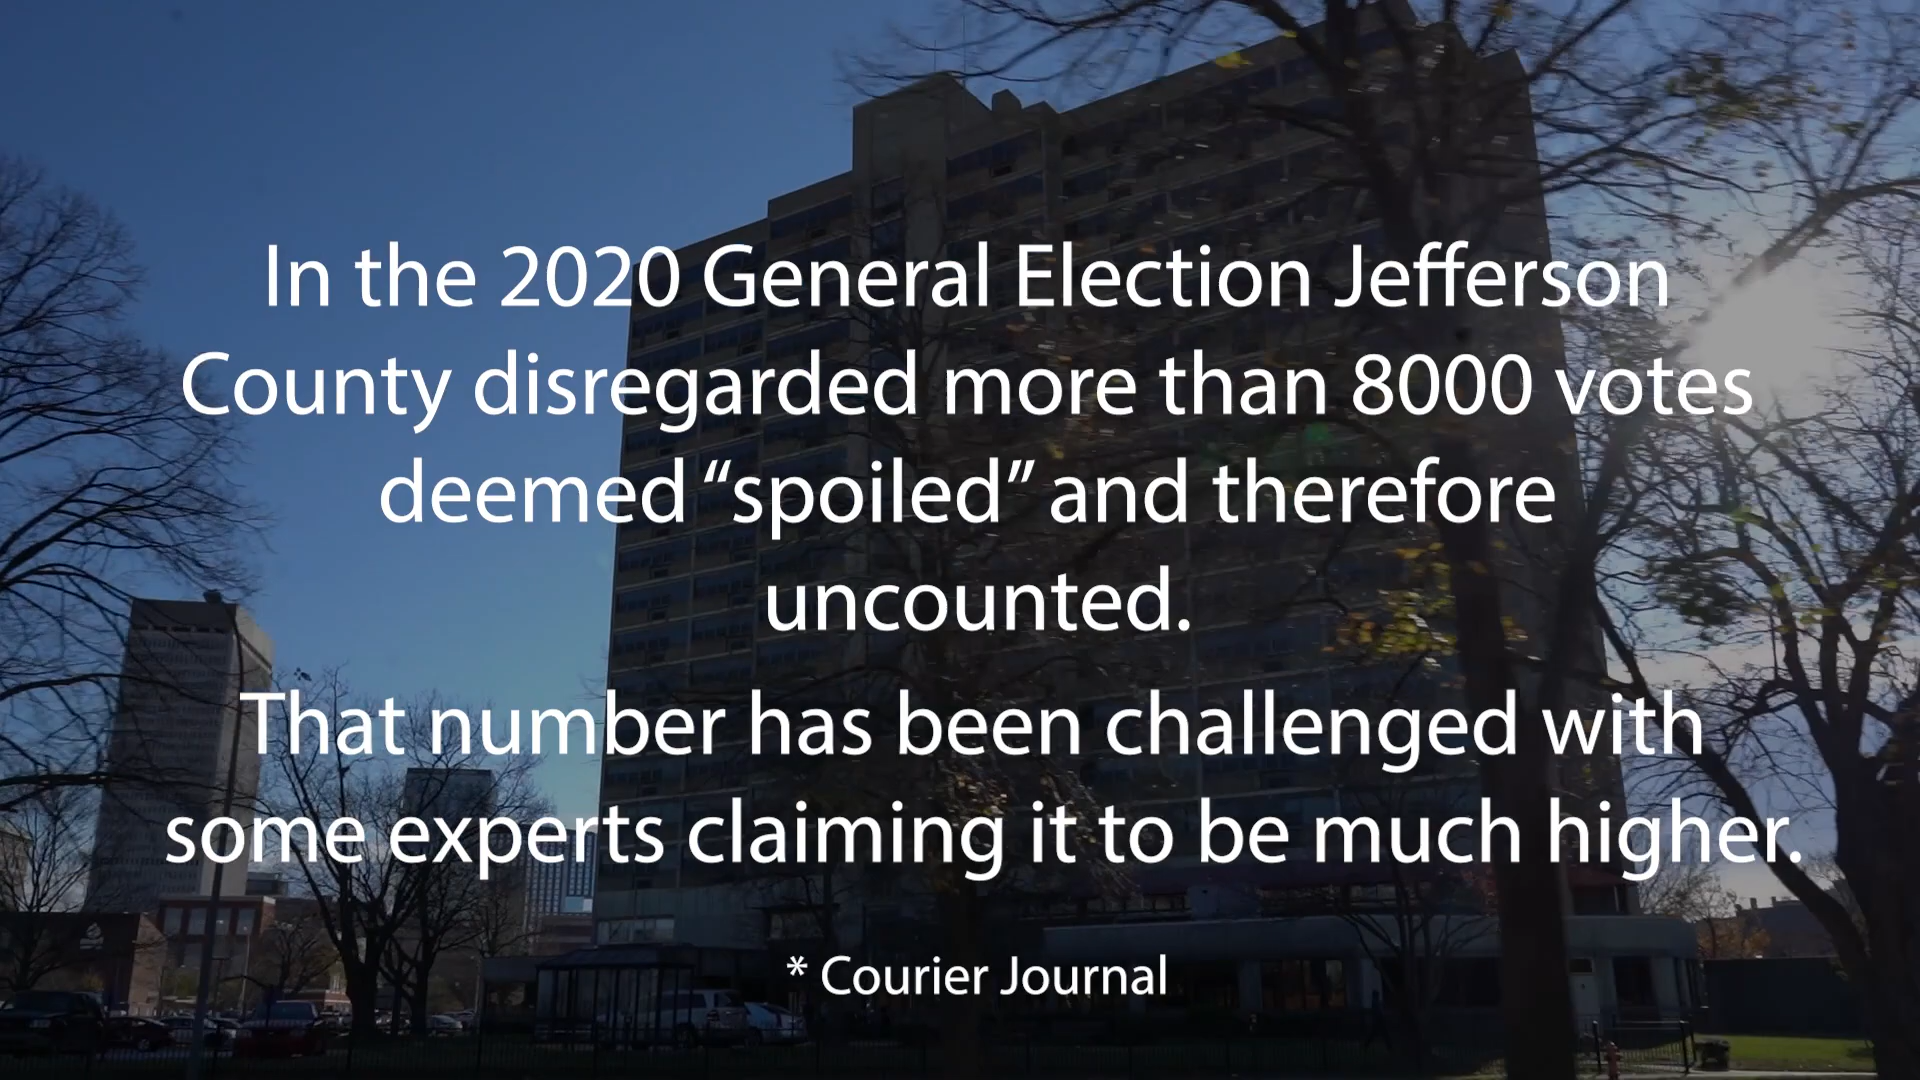 In the 2020 General Election Jefferson
County disregarded more than 8000 votes
deemed “spoiled” and therefore
uncounted.
That number has been challenged with
some experts claiming it to be much higher.
* Courier Journal